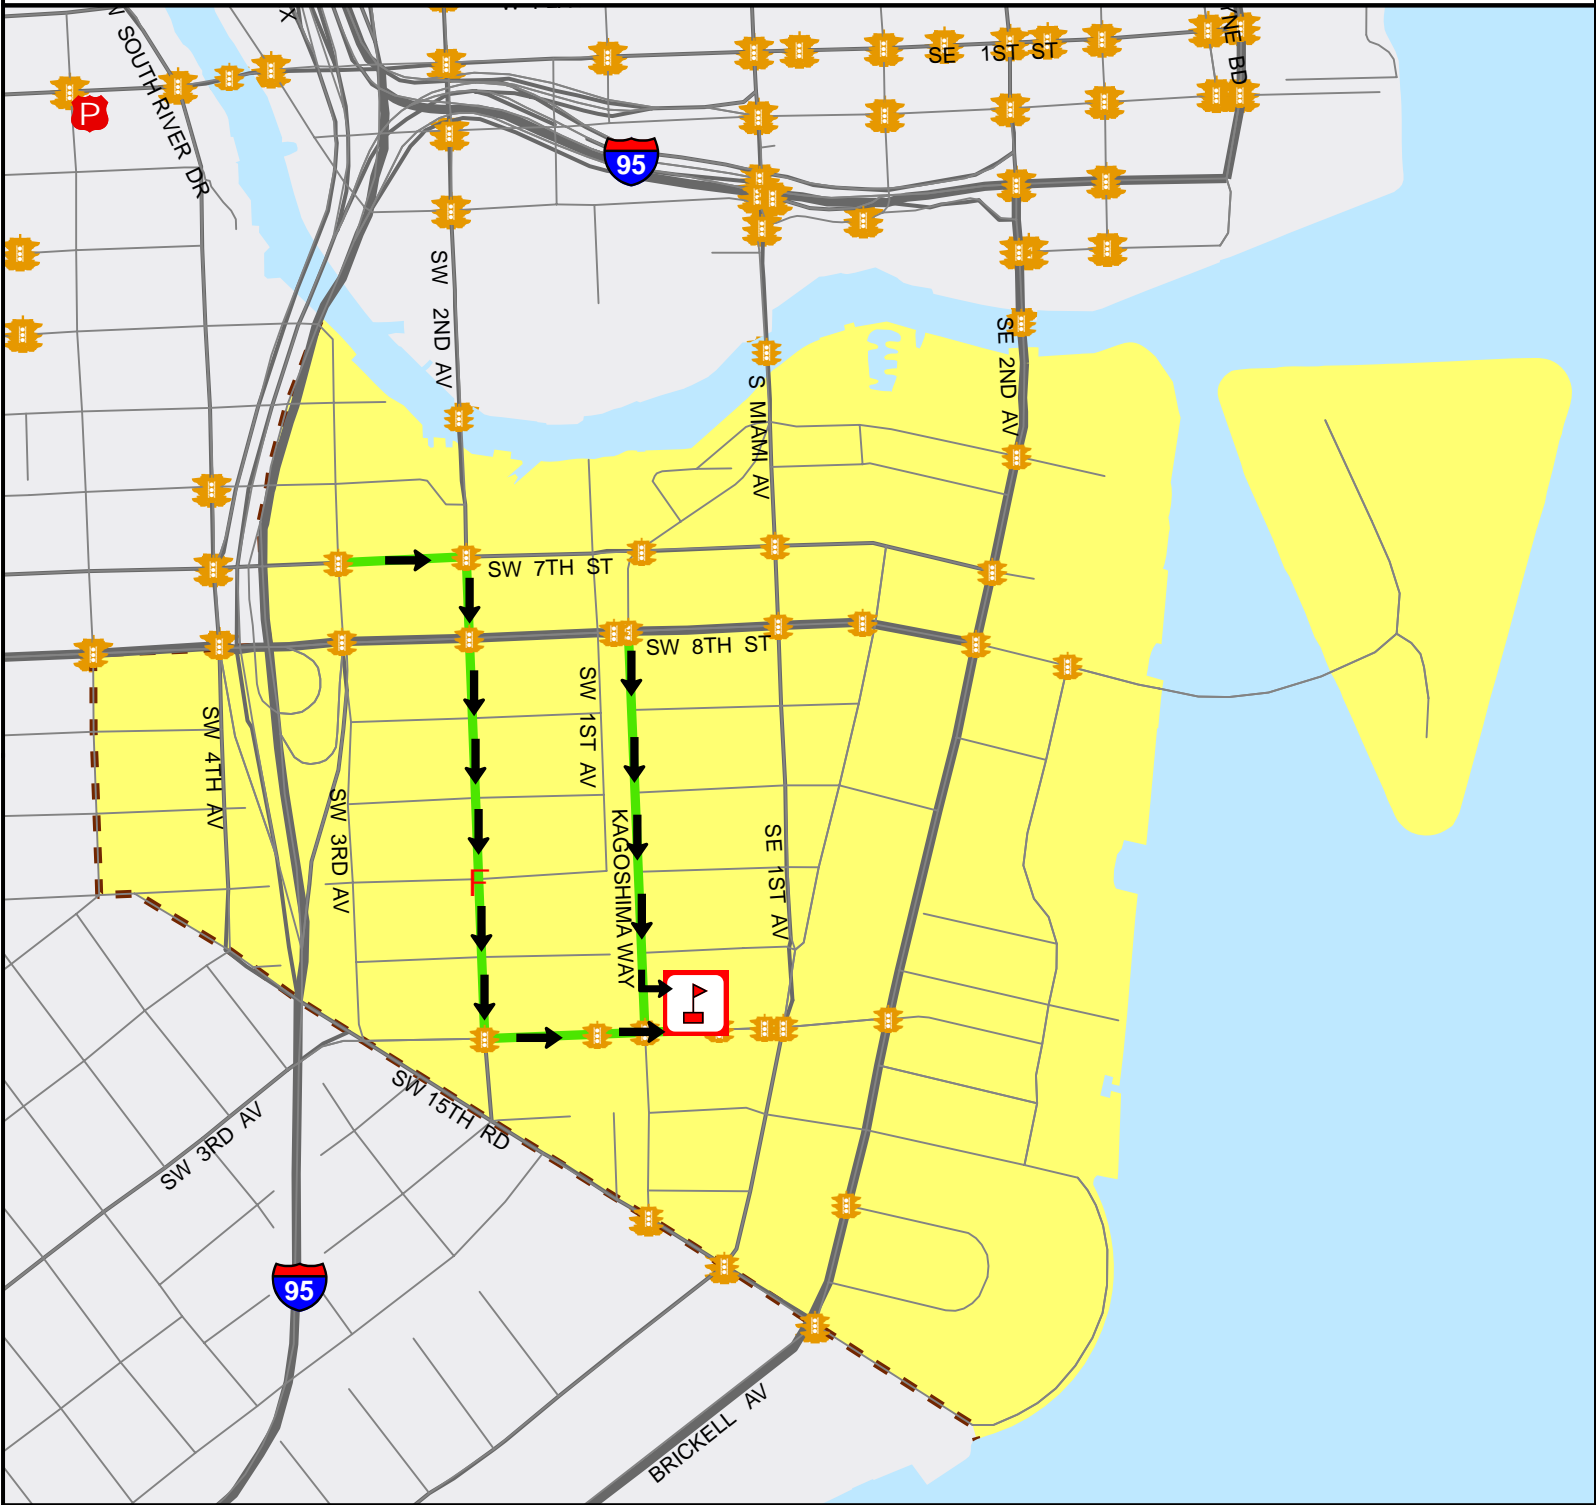 SE 1ST ST
NE BD
W SOUTH RIVER DR
P
95
SW 2ND AV
SE 2ND AV
S MIAMI AV
SW 7TH ST
SW 8TH ST
SW 1ST AV
SW 4TH AV
SW 3RD AV
KAGOSHIMA WAY
SE 1ST AV
F
SW 15TH RD
SW 3RD AV
95
BRICKELL AV